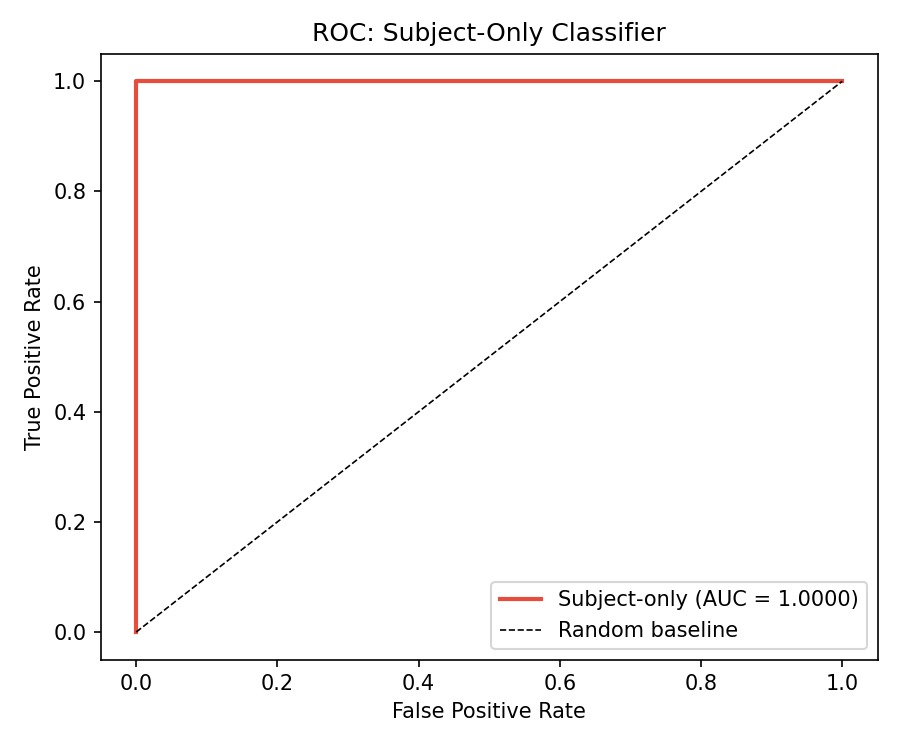 ROC: Subject-Only Classifier
True Positive Rate
1.0
0.8
0.6
0.4
0.2
0.0
Subject-only (AUC = 1.0000)
Random baseline
0.0 0.2 0.4 0.6 0.8 1.0
False Positive Rate